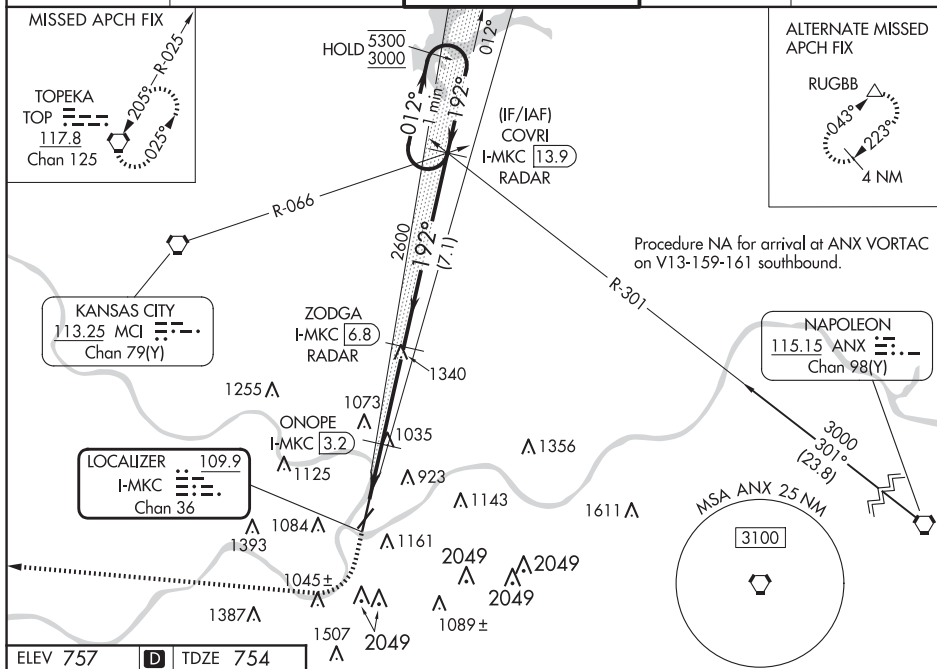 MISSED APCH FIX
R-025
205°
025°
TOPEKA
TOP
117.8
Chan 125
HOLD
5300
3000
012°
012°
1 min
192°
(IF/IAF)
COVRI
I-MKC 13.9
RADAR
ALTERNATE MISSED
APCH FIX
RUGBB
043°
223°
4 NM
R-066
2600
192°
(7.1)
Procedure NA for arrival at ANX VORTAC
on V13-159-161 southbound.
R-301
KANSAS CITY
113.25 MCI
Chan 79(Y)
ZODGA
I-MKC 6.8
RADAR
1340
NAPOLEON
115.15 ANX
Chan 98(Y)
3000
301°
(23.8)
1255
1073
ONOPE
I-MKC 3.2
1035
1356
LOCALIZER 109.9
I-MKC
Chan 36
1125
923
1143
1611
MSA ANX 25 NM
3100
1393
1084
1161
2049
2049
2049
1045±
1387
1507
2049
1089±
ELEV 757
D
TDZE 754